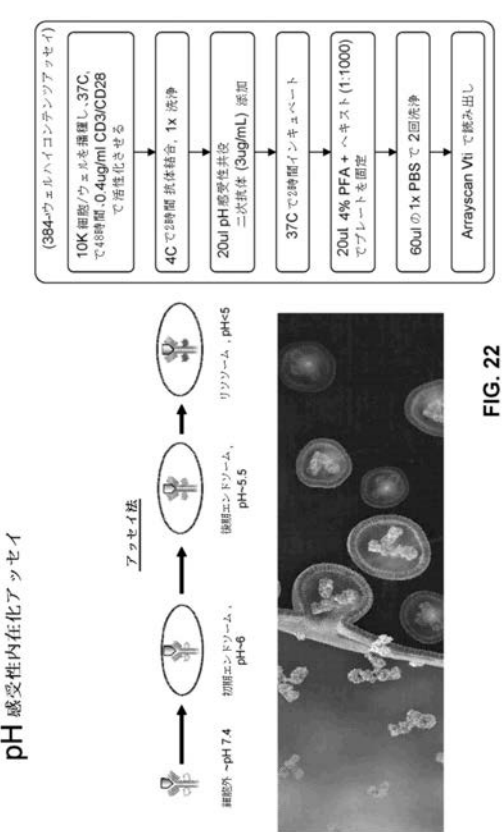 pH 感受性内在化アッセイ
アッセイ法
細胞外 ~pH 7.4
初期エンドソーム,
pH~6
後期エンドソーム,
pH~5.5
リソソーム, pH<5
(384-ウェルハイコンテンツアッセイ)
10K 細胞/ウェルを播種し、37C,
で48時間、0.4ug/ml CD3/CD28
で活性化させる
4C で2時間 抗体結合, 1x 洗浄
20ul pH感受性共役
二次抗体 (3ug/mL) 添加
37C で2時間インキュベート
20ul 4% PFA + ヘキスト (1:1000)
でプレートを固定
60ul の1x PBS で 2回洗浄
Arrayscan Vti で読み出し
FIG. 22